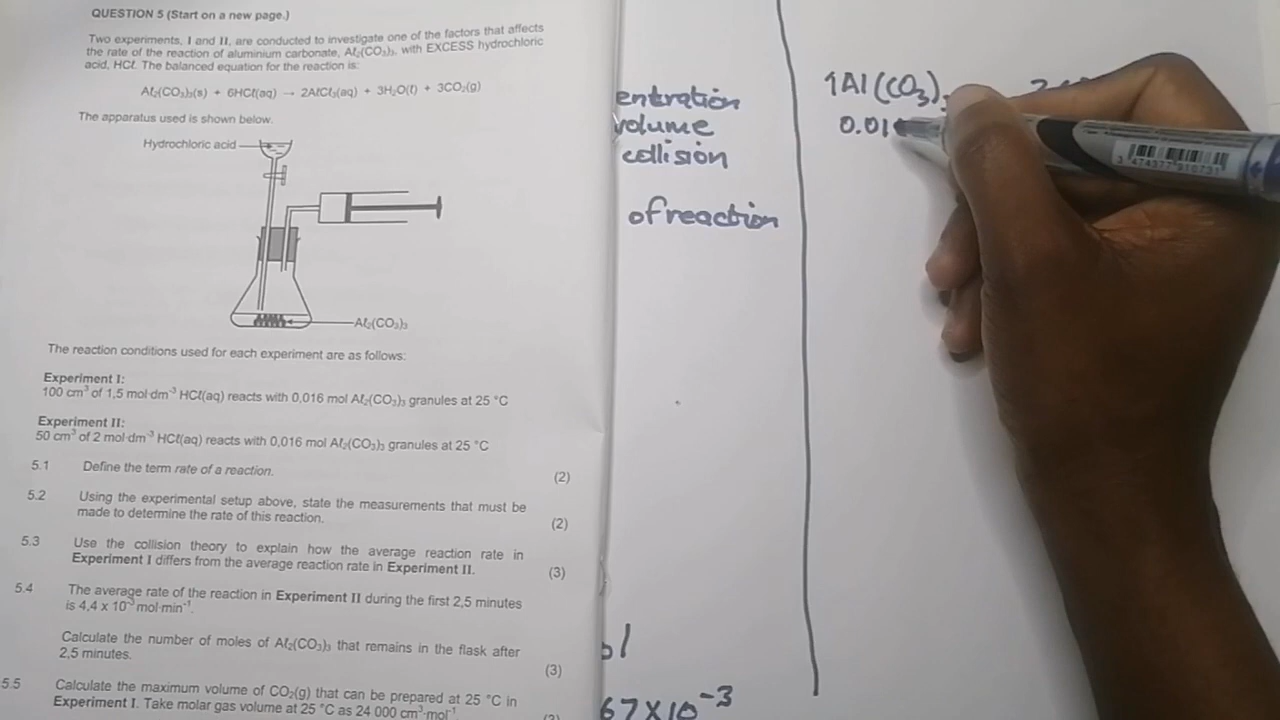 QUESTION 5 (Start on a new page.)
Two experiments, I and II, are conducted to investigate one of the factors that affects
the rate of the reaction of aluminium carbonate, Aℓ₂(CO₃)₃, with EXCESS hydrochloric
acid, HCℓ. The balanced equation for the reaction is:
Aℓ₂(CO₃)₃(s) + 6HCℓ(aq) → 2AℓCℓ₃(aq) + 3H₂O(ℓ) + 3CO₂(g)
The apparatus used is shown below.
Hydrochloric acid
Aℓ₂(CO₃)₃
The reaction conditions used for each experiment are as follows:
Experiment I:
100 cm³ of 1,5 mol·dm⁻³ HCℓ(aq) reacts with 0,016 mol Aℓ₂(CO₃)₃ granules at 25 °C
Experiment II:
50 cm³ of 2 mol·dm⁻³ HCℓ(aq) reacts with 0,016 mol Aℓ₂(CO₃)₃ granules at 25 °C
5.1 Define the term rate of a reaction. (2)
5.2 Using the experimental setup above, state the measurements that must be
made to determine the rate of this reaction. (2)
5.3 Use the collision theory to explain how the average reaction rate in
Experiment I differs from the average reaction rate in Experiment II. (3)
5.4 The average rate of the reaction in Experiment II during the first 2,5 minutes
is 4,4 x 10⁻³ mol·min⁻¹.
Calculate the number of moles of Aℓ₂(CO₃)₃ that remains in the flask after
2,5 minutes. (3)
5.5 Calculate the maximum volume of CO₂(g) that can be prepared at 25 °C in
Experiment I. Take molar gas volume at 25 °C as 24 000 cm³·mol⁻¹.
entration
volume
collision
of reaction
67×10⁻³
1Al(CO₃)
0.01
3 474377 910731